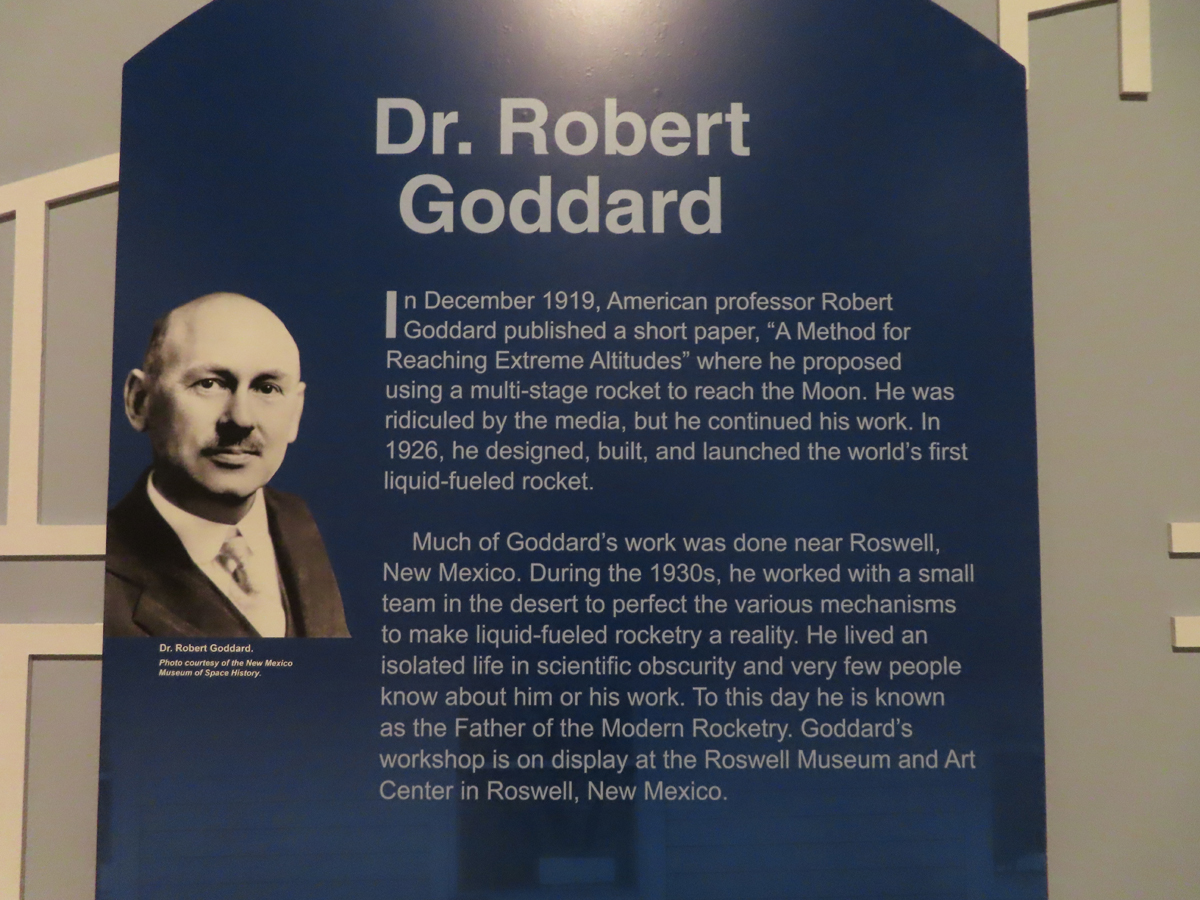 Dr. Robert
Goddard
In December 1919, American professor Robert
Goddard published a short paper, “A Method for
Reaching Extreme Altitudes” where he proposed
using a multi-stage rocket to reach the Moon. He was
ridiculed by the media, but he continued his work. In
1926, he designed, built, and launched the world’s first
liquid-fueled rocket.
Much of Goddard’s work was done near Roswell,
New Mexico. During the 1930s, he worked with a small
team in the desert to perfect the various mechanisms
to make liquid-fueled rocketry a reality. He lived an
isolated life in scientific obscurity and very few people
know about him or his work. To this day he is known
as the Father of the Modern Rocketry. Goddard’s
workshop is on display at the Roswell Museum and Art
Center in Roswell, New Mexico.
Dr. Robert Goddard.
Photo courtesy of the New Mexico
Museum of Space History.